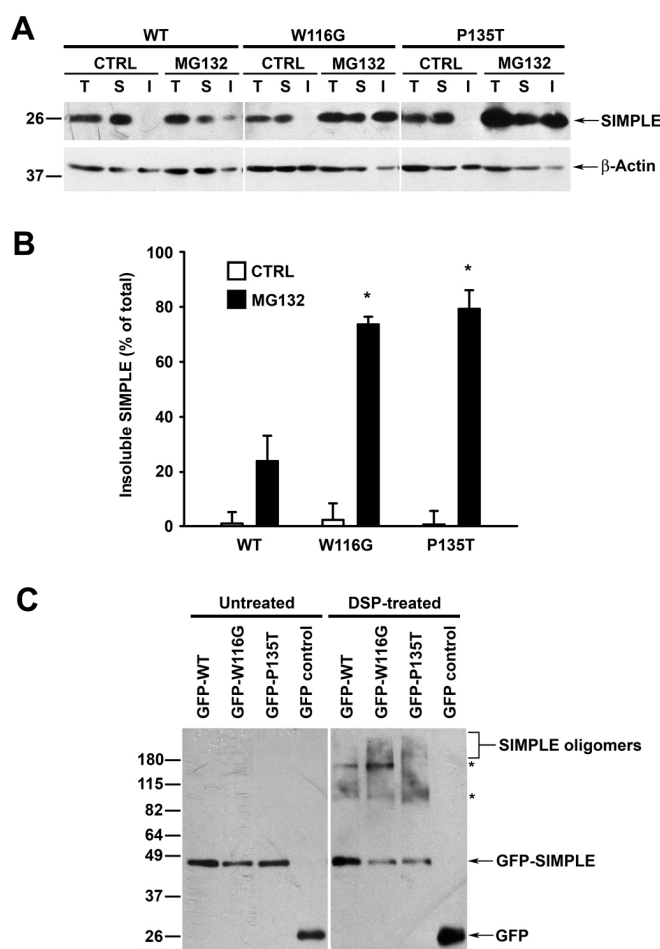 A
WT W116G P135T
CTRL MG132 CTRL MG132 CTRL MG132
T S I T S I T S I T S I T S I T S I
26 SIMPLE
37 β-Actin
B
Insoluble SIMPLE (% of total)
100
80
60
40
20
0
CTRL
MG132
* *
WT W116G P135T
C
Untreated DSP-treated
GFP-WT GFP-W116G GFP-P135T GFP control GFP-WT GFP-W116G GFP-P135T GFP control
SIMPLE oligomers
180 *
115 *
82
64
49 GFP-SIMPLE
37
26 GFP